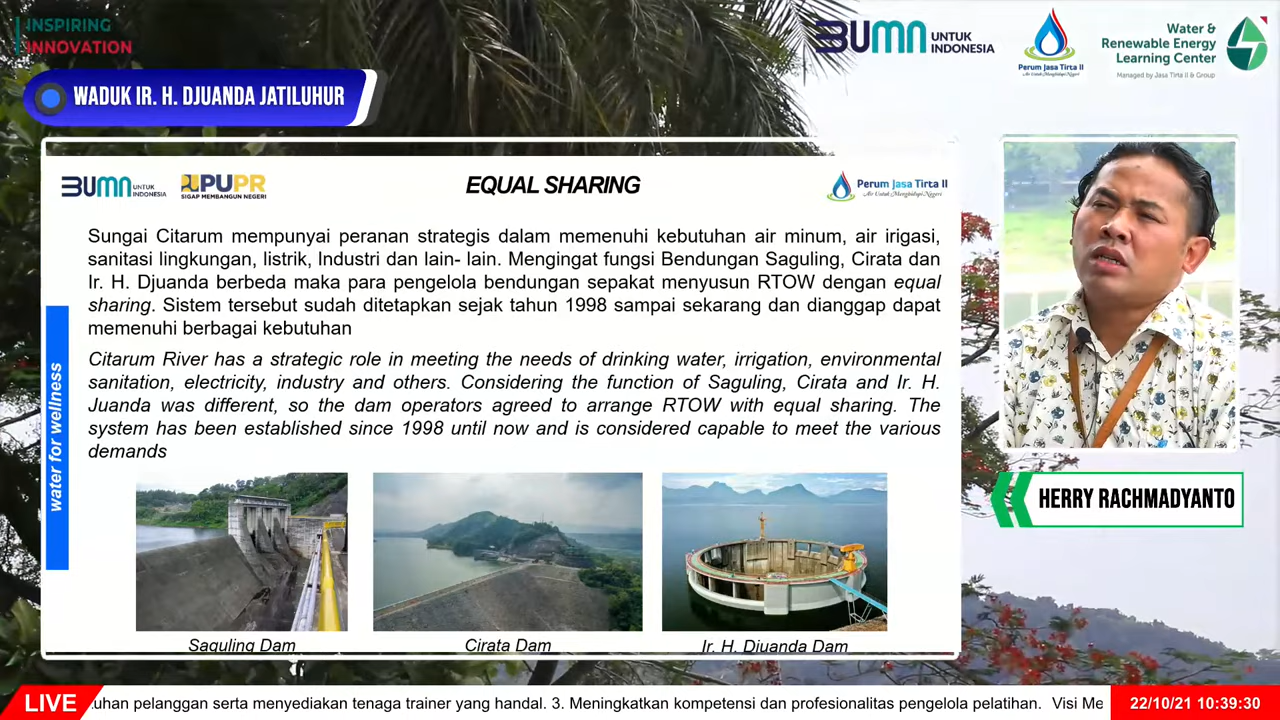 INSPIRING
INNOVATION
BUMN UNTUK
INDONESIA
Perum Jasa Tirta II
Air Untuk Menghidupi Negeri
Water &
Renewable Energy
Learning Center
Managed by Jasa Tirta II & Group
WADUK IR. H. DJUANDA JATILUHUR
BUMN UNTUK
INDONESIA
PUPR
SIGAP MEMBANGUN NEGERI
EQUAL SHARING
Perum Jasa Tirta II
Air Untuk Menghidupi Negeri
Sungai Citarum mempunyai peranan strategis dalam memenuhi kebutuhan air minum, air irigasi,
sanitasi lingkungan, listrik, Industri dan lain- lain. Mengingat fungsi Bendungan Saguling, Cirata dan
Ir. H. Djuanda berbeda maka para pengelola bendungan sepakat menyusun RTOW dengan equal
sharing. Sistem tersebut sudah ditetapkan sejak tahun 1998 sampai sekarang dan dianggap dapat
memenuhi berbagai kebutuhan
Citarum River has a strategic role in meeting the needs of drinking water, irrigation, environmental
sanitation, electricity, industry and others. Considering the function of Saguling, Cirata and Ir. H.
Juanda was different, so the dam operators agreed to arrange RTOW with equal sharing. The
system has been established since 1998 until now and is considered capable to meet the various
demands
water for wellness
Saguling Dam
Cirata Dam
Ir. H. Djuanda Dam
HERRY RACHMADYANTO
LIVE
uhan pelanggan serta menyediakan tenaga trainer yang handal. 3. Meningkatkan kompetensi dan profesionalitas pengelola pelatihan. Visi Me
22/10/21 10:39:30